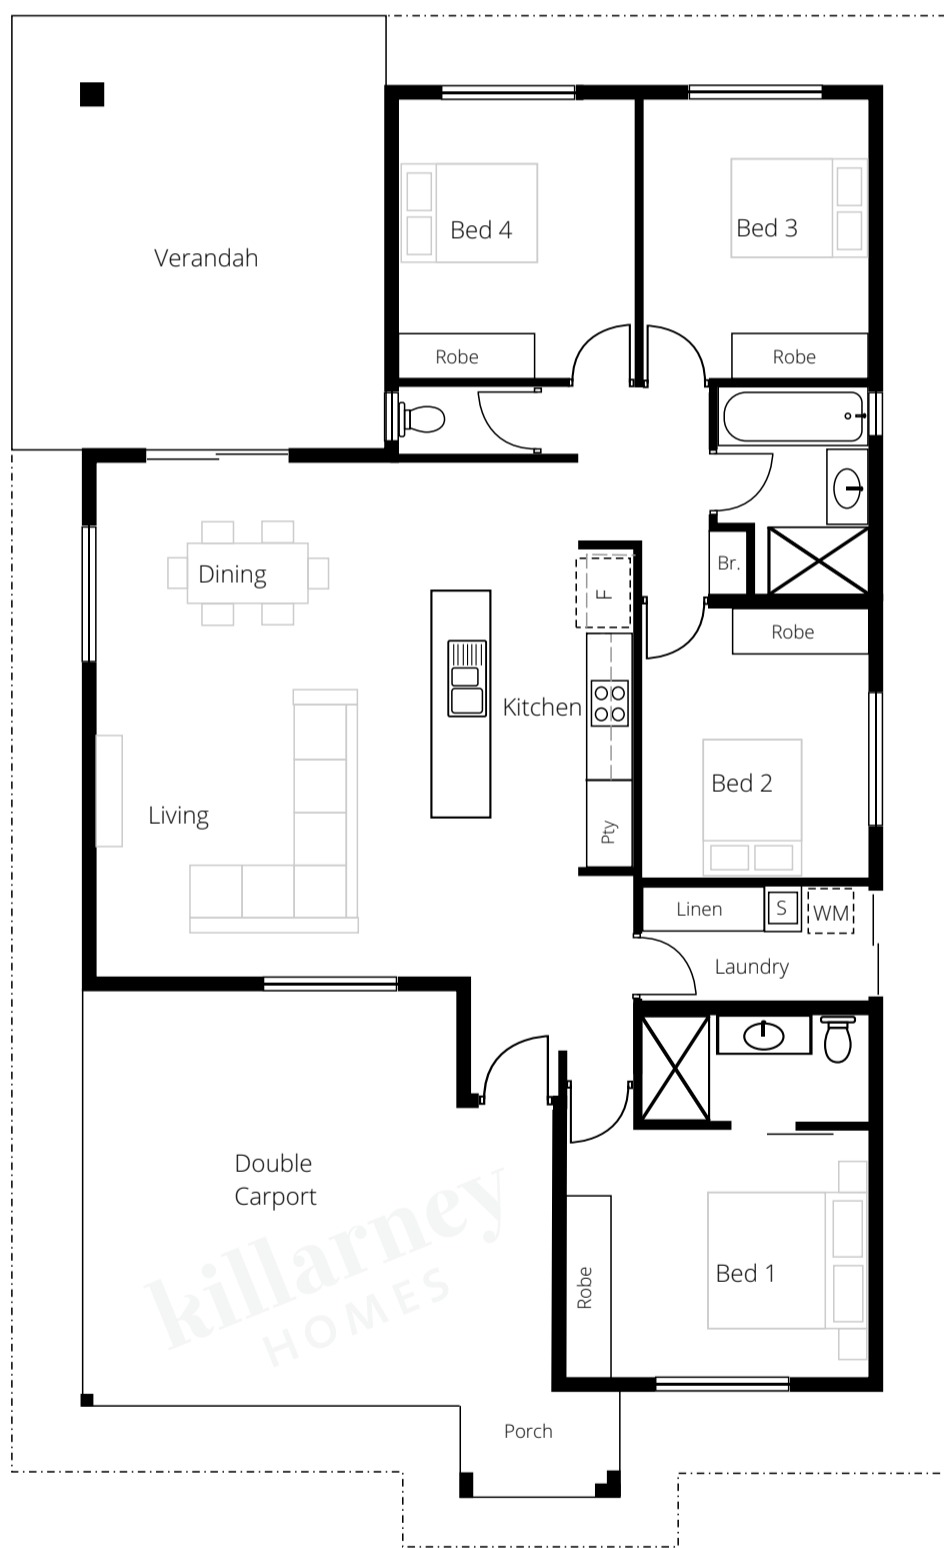 Verandah
Bed 4
Bed 3
Robe
Robe
Dining
Br.
F
Robe
Kitchen
Bed 2
Living
Pty
Linen
S
WM
Laundry
Double
Carport
killarney
HOMES
Bed 1
Robe
Porch